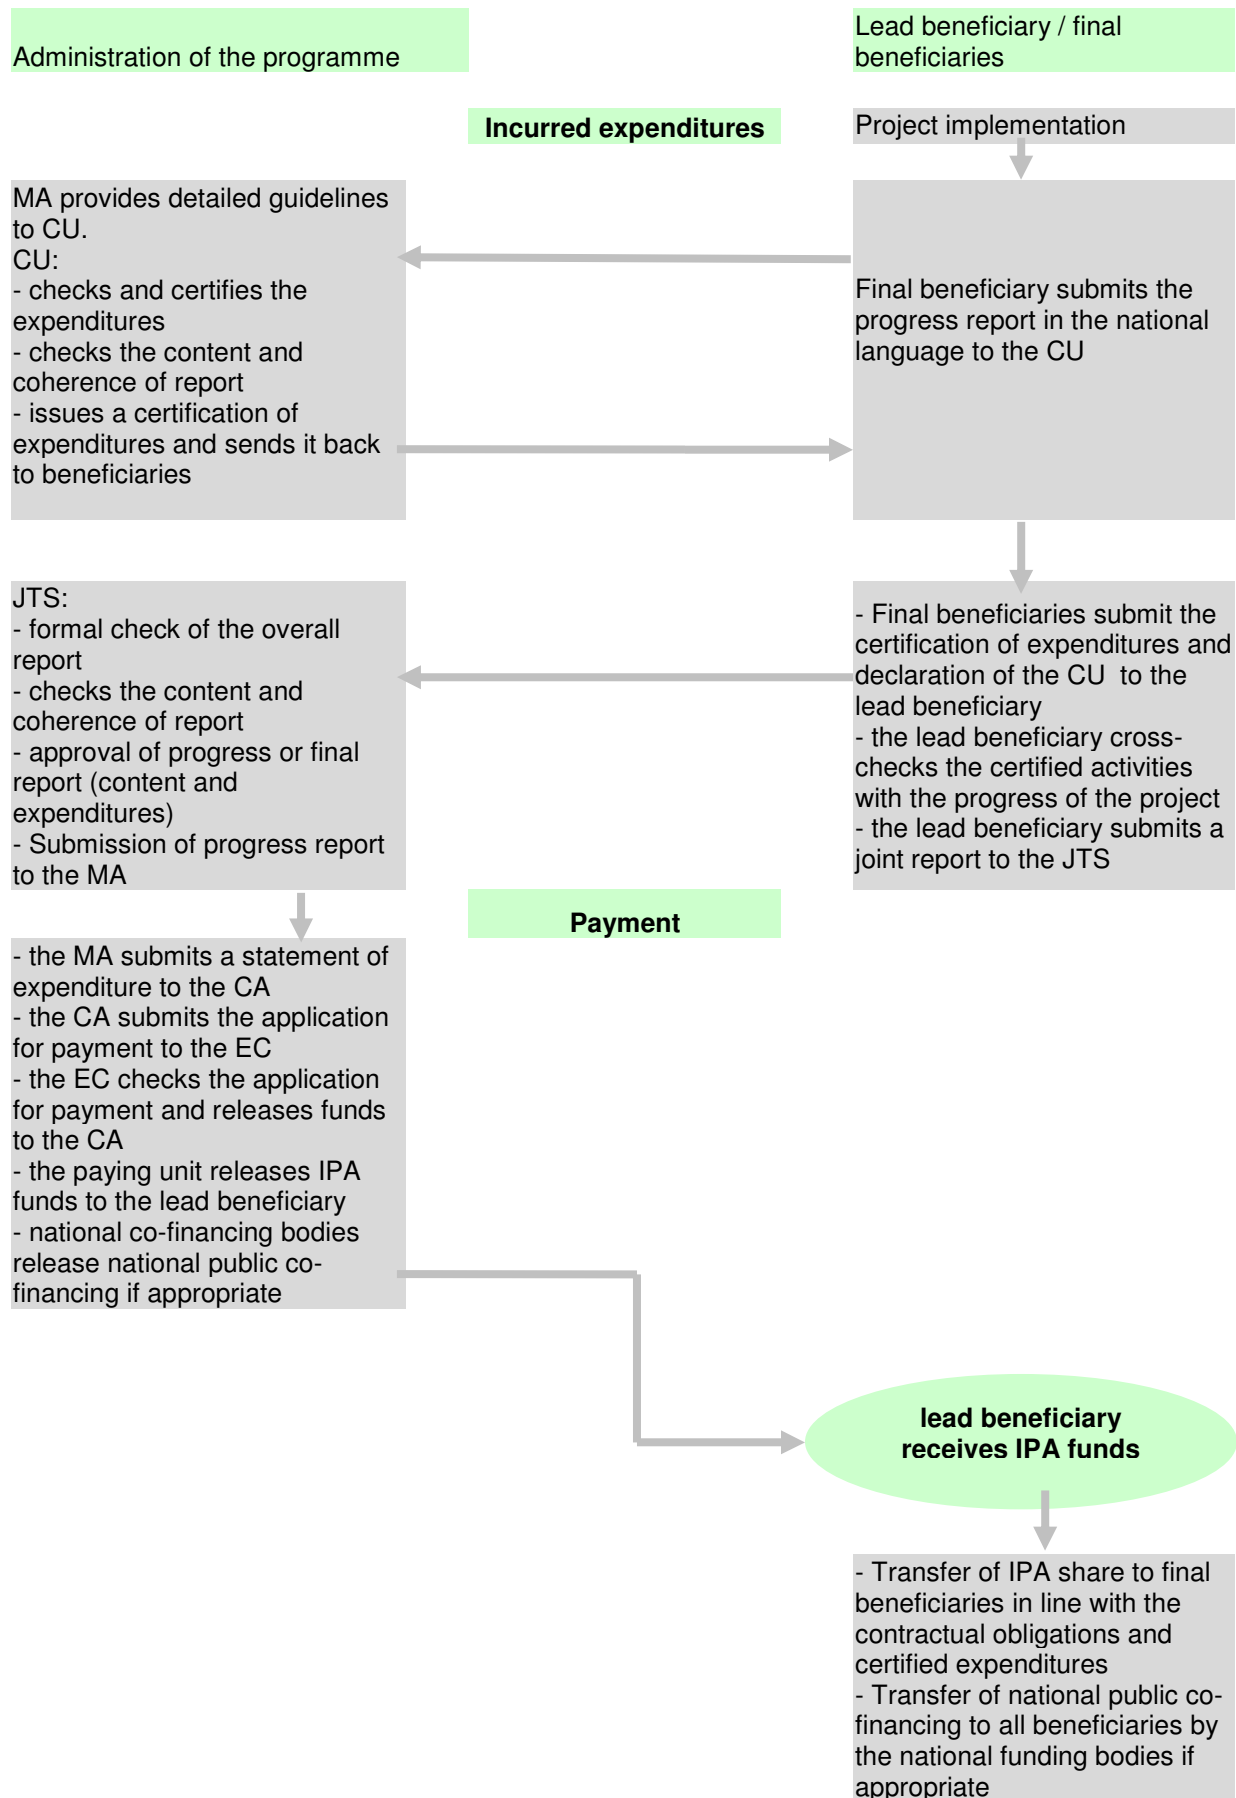 Administration of the programme
Lead beneficiary / final
beneficiaries
Incurred expenditures
Project implementation
MA provides detailed guidelines
to CU.
CU:
- checks and certifies the
expenditures
- checks the content and
coherence of report
- issues a certification of
expenditures and sends it back
to beneficiaries
Final beneficiary submits the
progress report in the national
language to the CU
JTS:
- formal check of the overall
report
- checks the content and
coherence of report
- approval of progress or final
report (content and
expenditures)
- Submission of progress report
to the MA
- Final beneficiaries submit the
certification of expenditures and
declaration of the CU  to the
lead beneficiary
- the lead beneficiary cross-
checks the certified activities
with the progress of the project
- the lead beneficiary submits a
joint report to the JTS
Payment
- the MA submits a statement of
expenditure to the CA
- the CA submits the application
for payment to the EC
- the EC checks the application
for payment and releases funds
to the CA
- the paying unit releases IPA
funds to the lead beneficiary
- national co-financing bodies
release national public co-
financing if appropriate
lead beneficiary
receives IPA funds
- Transfer of IPA share to final
beneficiaries in line with the
contractual obligations and
certified expenditures
- Transfer of national public co-
financing to all beneficiaries by
the national funding bodies if
appropriate